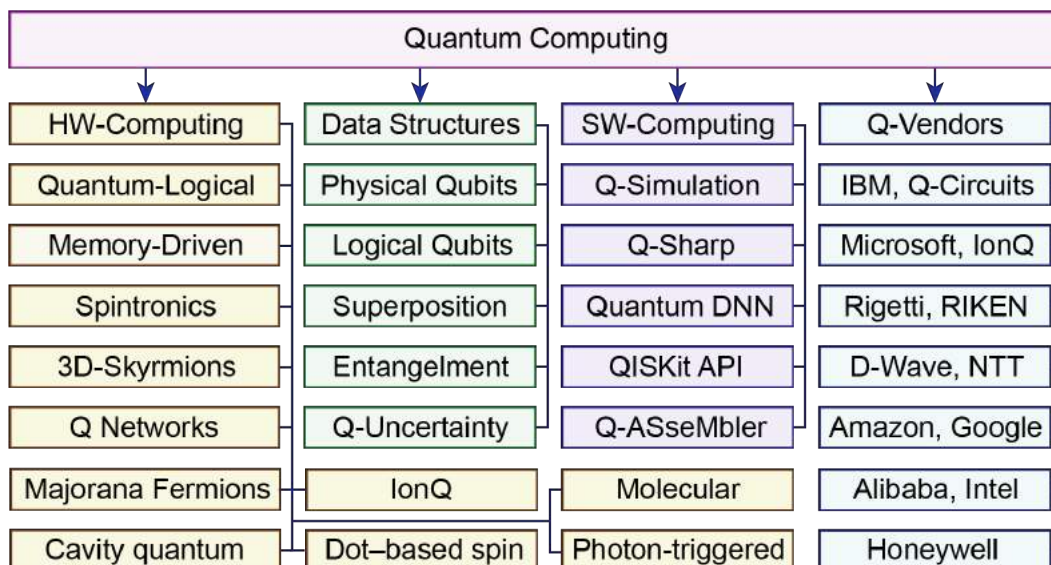 Quantum Computing
HW-Computing
Data Structures
SW-Computing
Q-Vendors
Quantum-Logical
Physical Qubits
Q-Simulation
IBM, Q-Circuits
Memory-Driven
Logical Qubits
Q-Sharp
Microsoft, IonQ
Spintronics
Superposition
Quantum DNN
Rigetti, RIKEN
3D-Skyrmions
Entangelment
QISKit API
D-Wave, NTT
Q Networks
Q-Uncertainty
Q-ASseMbler
Amazon, Google
Majorana Fermions
IonQ
Molecular
Alibaba, Intel
Cavity quantum
Dot–based spin
Photon-triggered
Honeywell